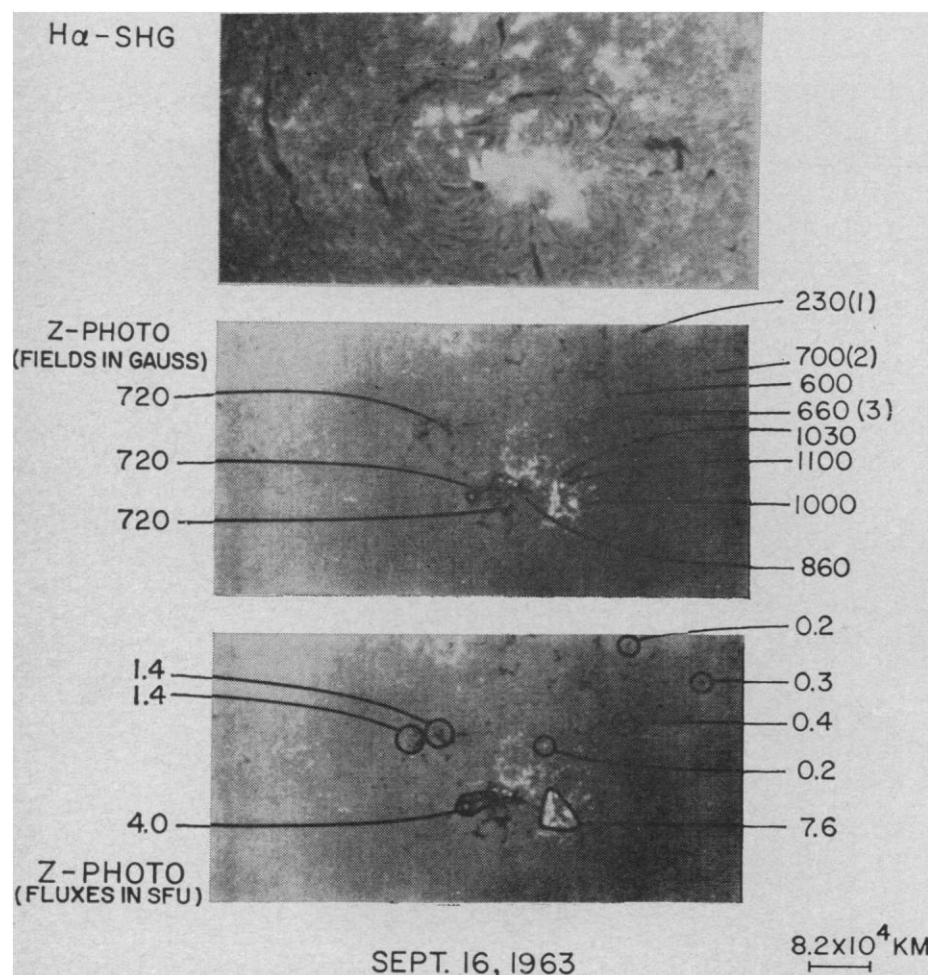 Hα-SHG
Z-PHOTO
(FIELDS IN GAUSS)
720
720
720
230(1)
700(2)
600
660 (3)
1030
1100
1000
860
1.4
1.4
4.0
0.2
0.3
0.4
0.2
7.6
Z-PHOTO
(FLUXES IN SFU)
SEPT. 16, 1963
8.2x10⁴ KM